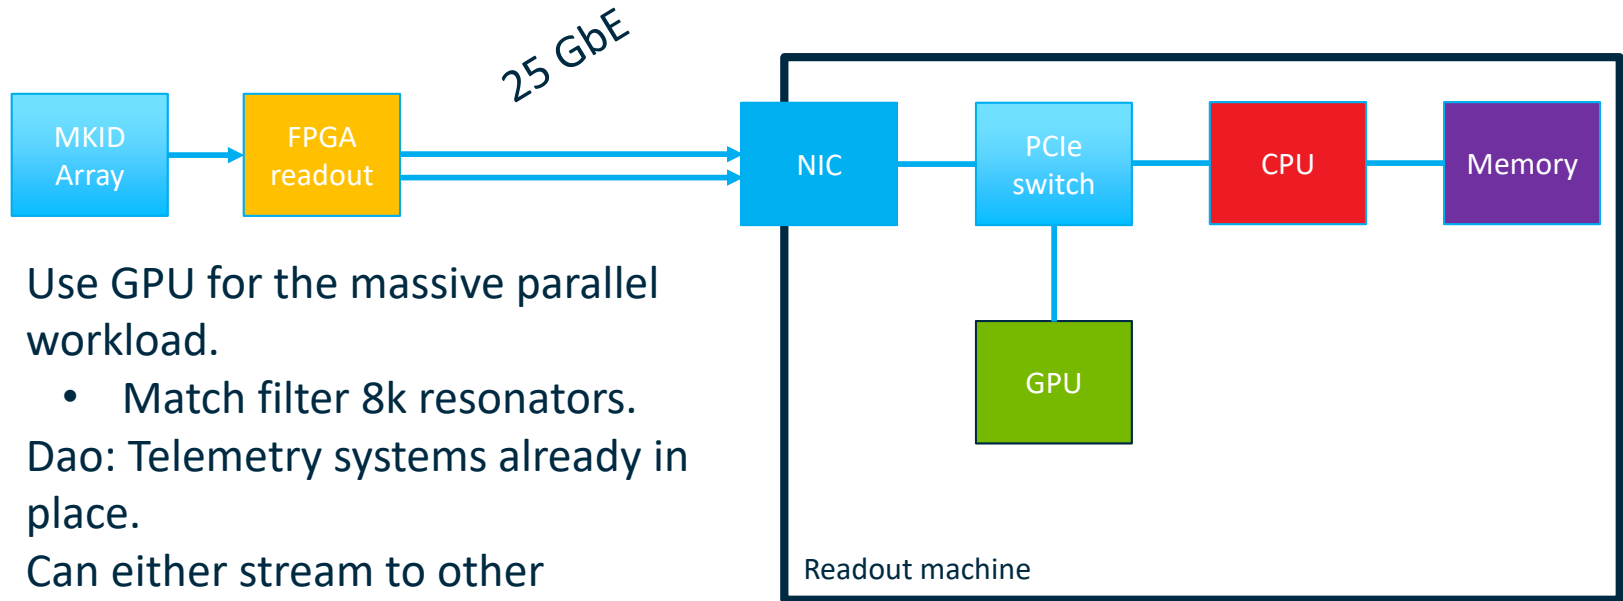 25 GbE
MKID
Array
FPGA
readout
NIC
PCIe
switch
CPU
Memory
GPU
Use GPU for the massive parallel
workload.
• Match filter 8k resonators.
Dao: Telemetry systems already in
place.
Can either stream to other
Readout machine